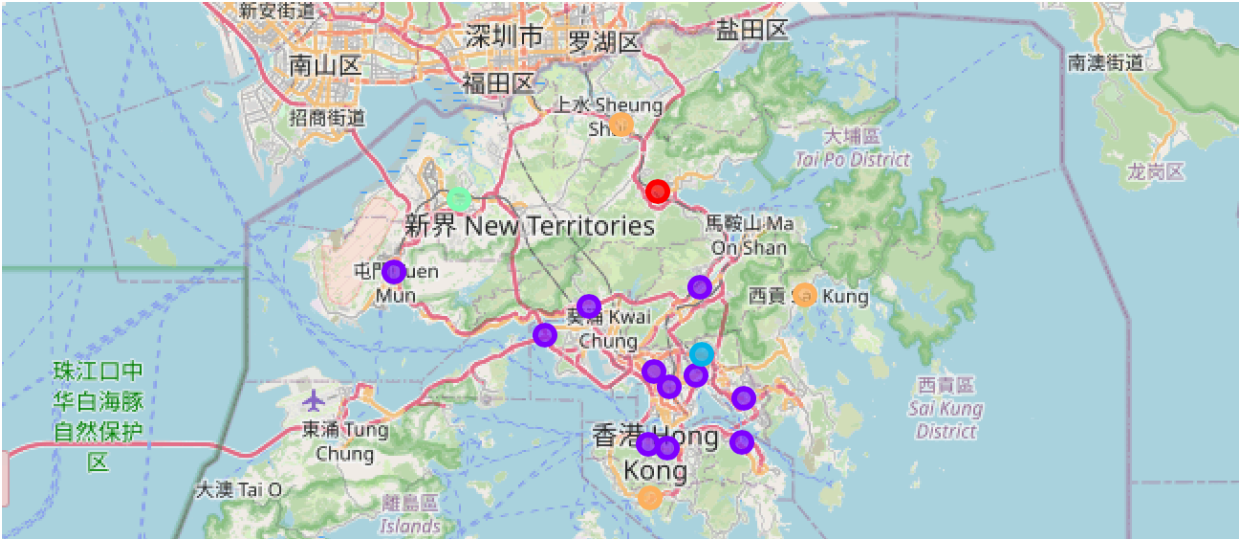 新安街道
深圳市
罗湖区
盐田区
南山区
福田区
南澳街道
招商街道
上水 Sheung
大埔區
Tai Po District
龙岗区
新界 New Territories
馬鞍山 Ma
On Shan
Mun
西貢
Kung
葵涌 Kwai
Chung
珠江口中
华白海豚
自然保护
区
西貢區
Sai Kung
District
東涌 Tung
Chung
香港 Hong
Kong
大澳 Tai O
離島區
Islands